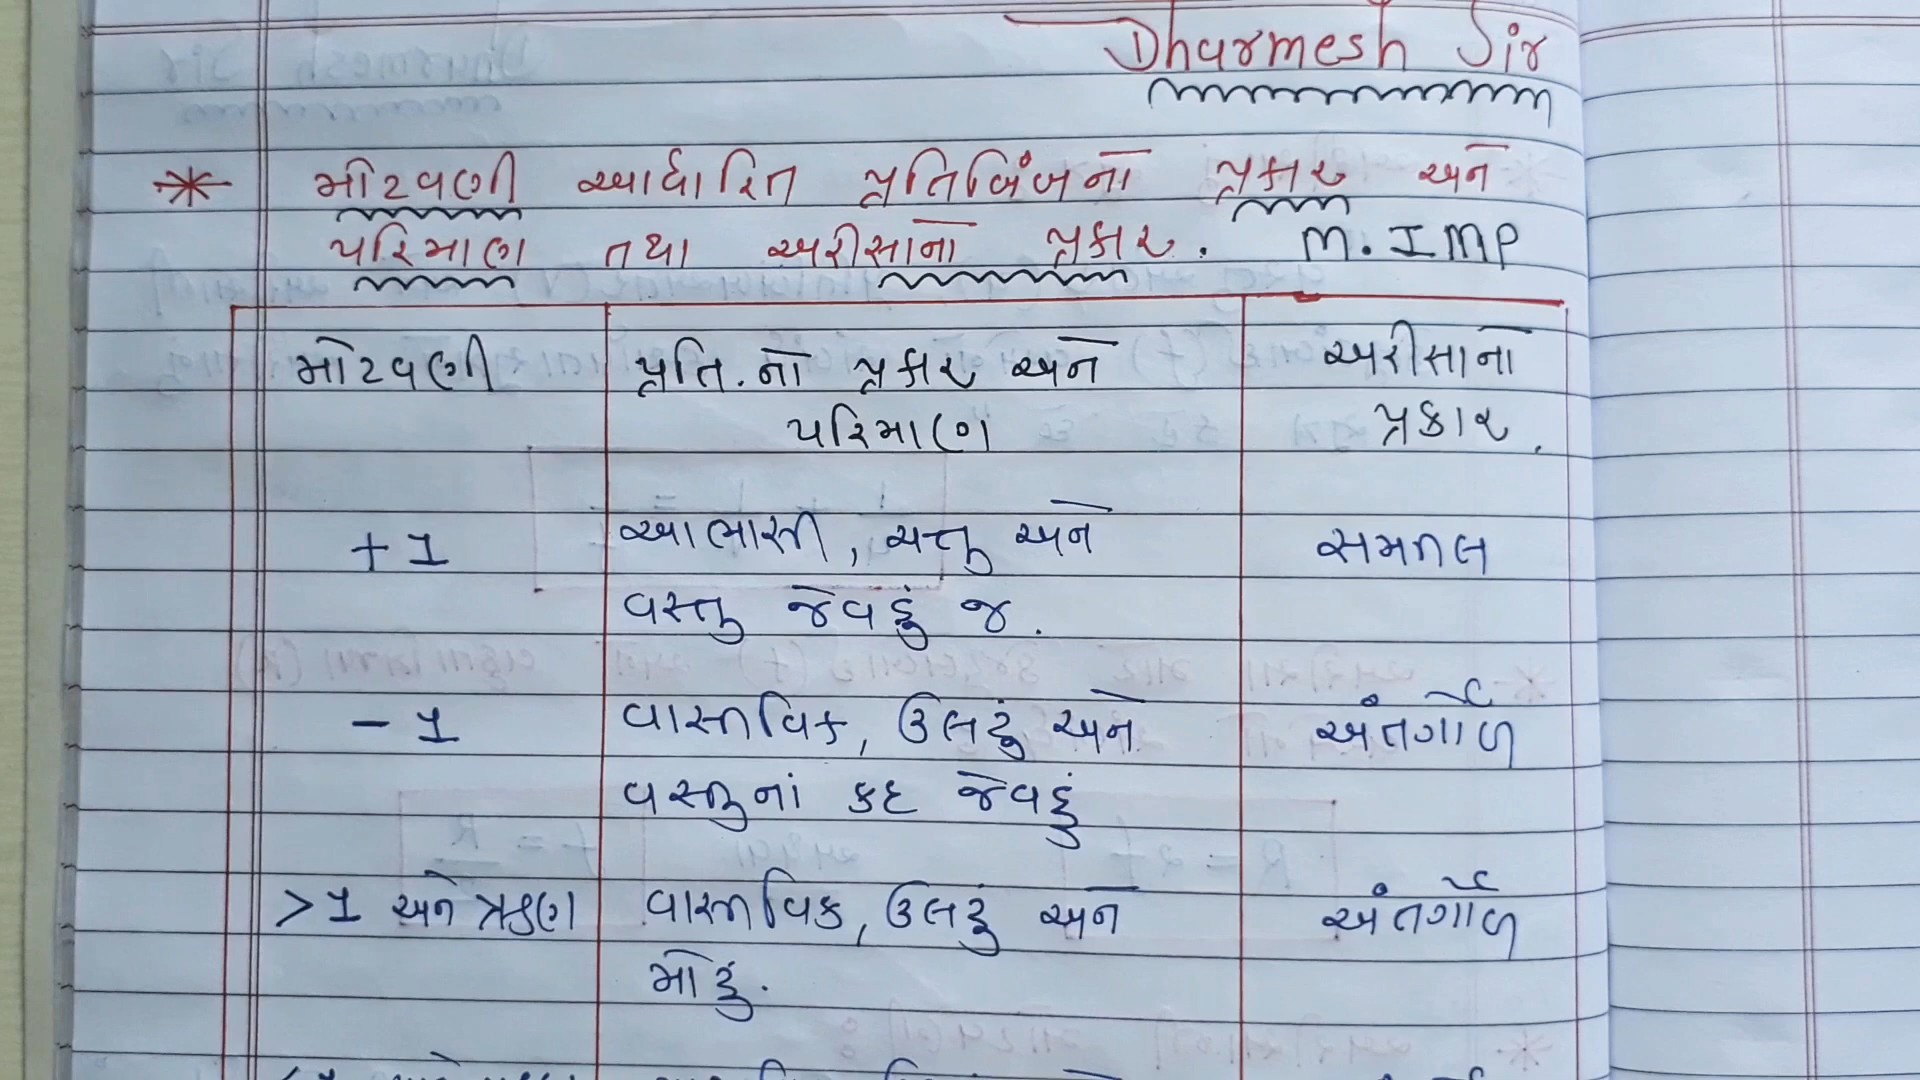 Dharmesh Sir
* મોટવણી આધારિત પ્રતિબિંબનો પ્રકાર અને
પરિમાણ તથા અરીસાનો પ્રકાર. M. IMP
મોટવણી પ્રતિ.નો પ્રકાર અને અરીસાનો
પરિમાણ પ્રકાર.
+1 આભાસી, ચત્તુ અને સમતલ
વસ્તુ જેવડું જ.
-1 વાસ્તવિક, ઉલટું અને અંતર્ગોળ
વસ્તુનાં કદ જેવડું
>1 અને ઋણ વાસ્તવિક, ઉલટું અને અંતર્ગોળ
મોટું.